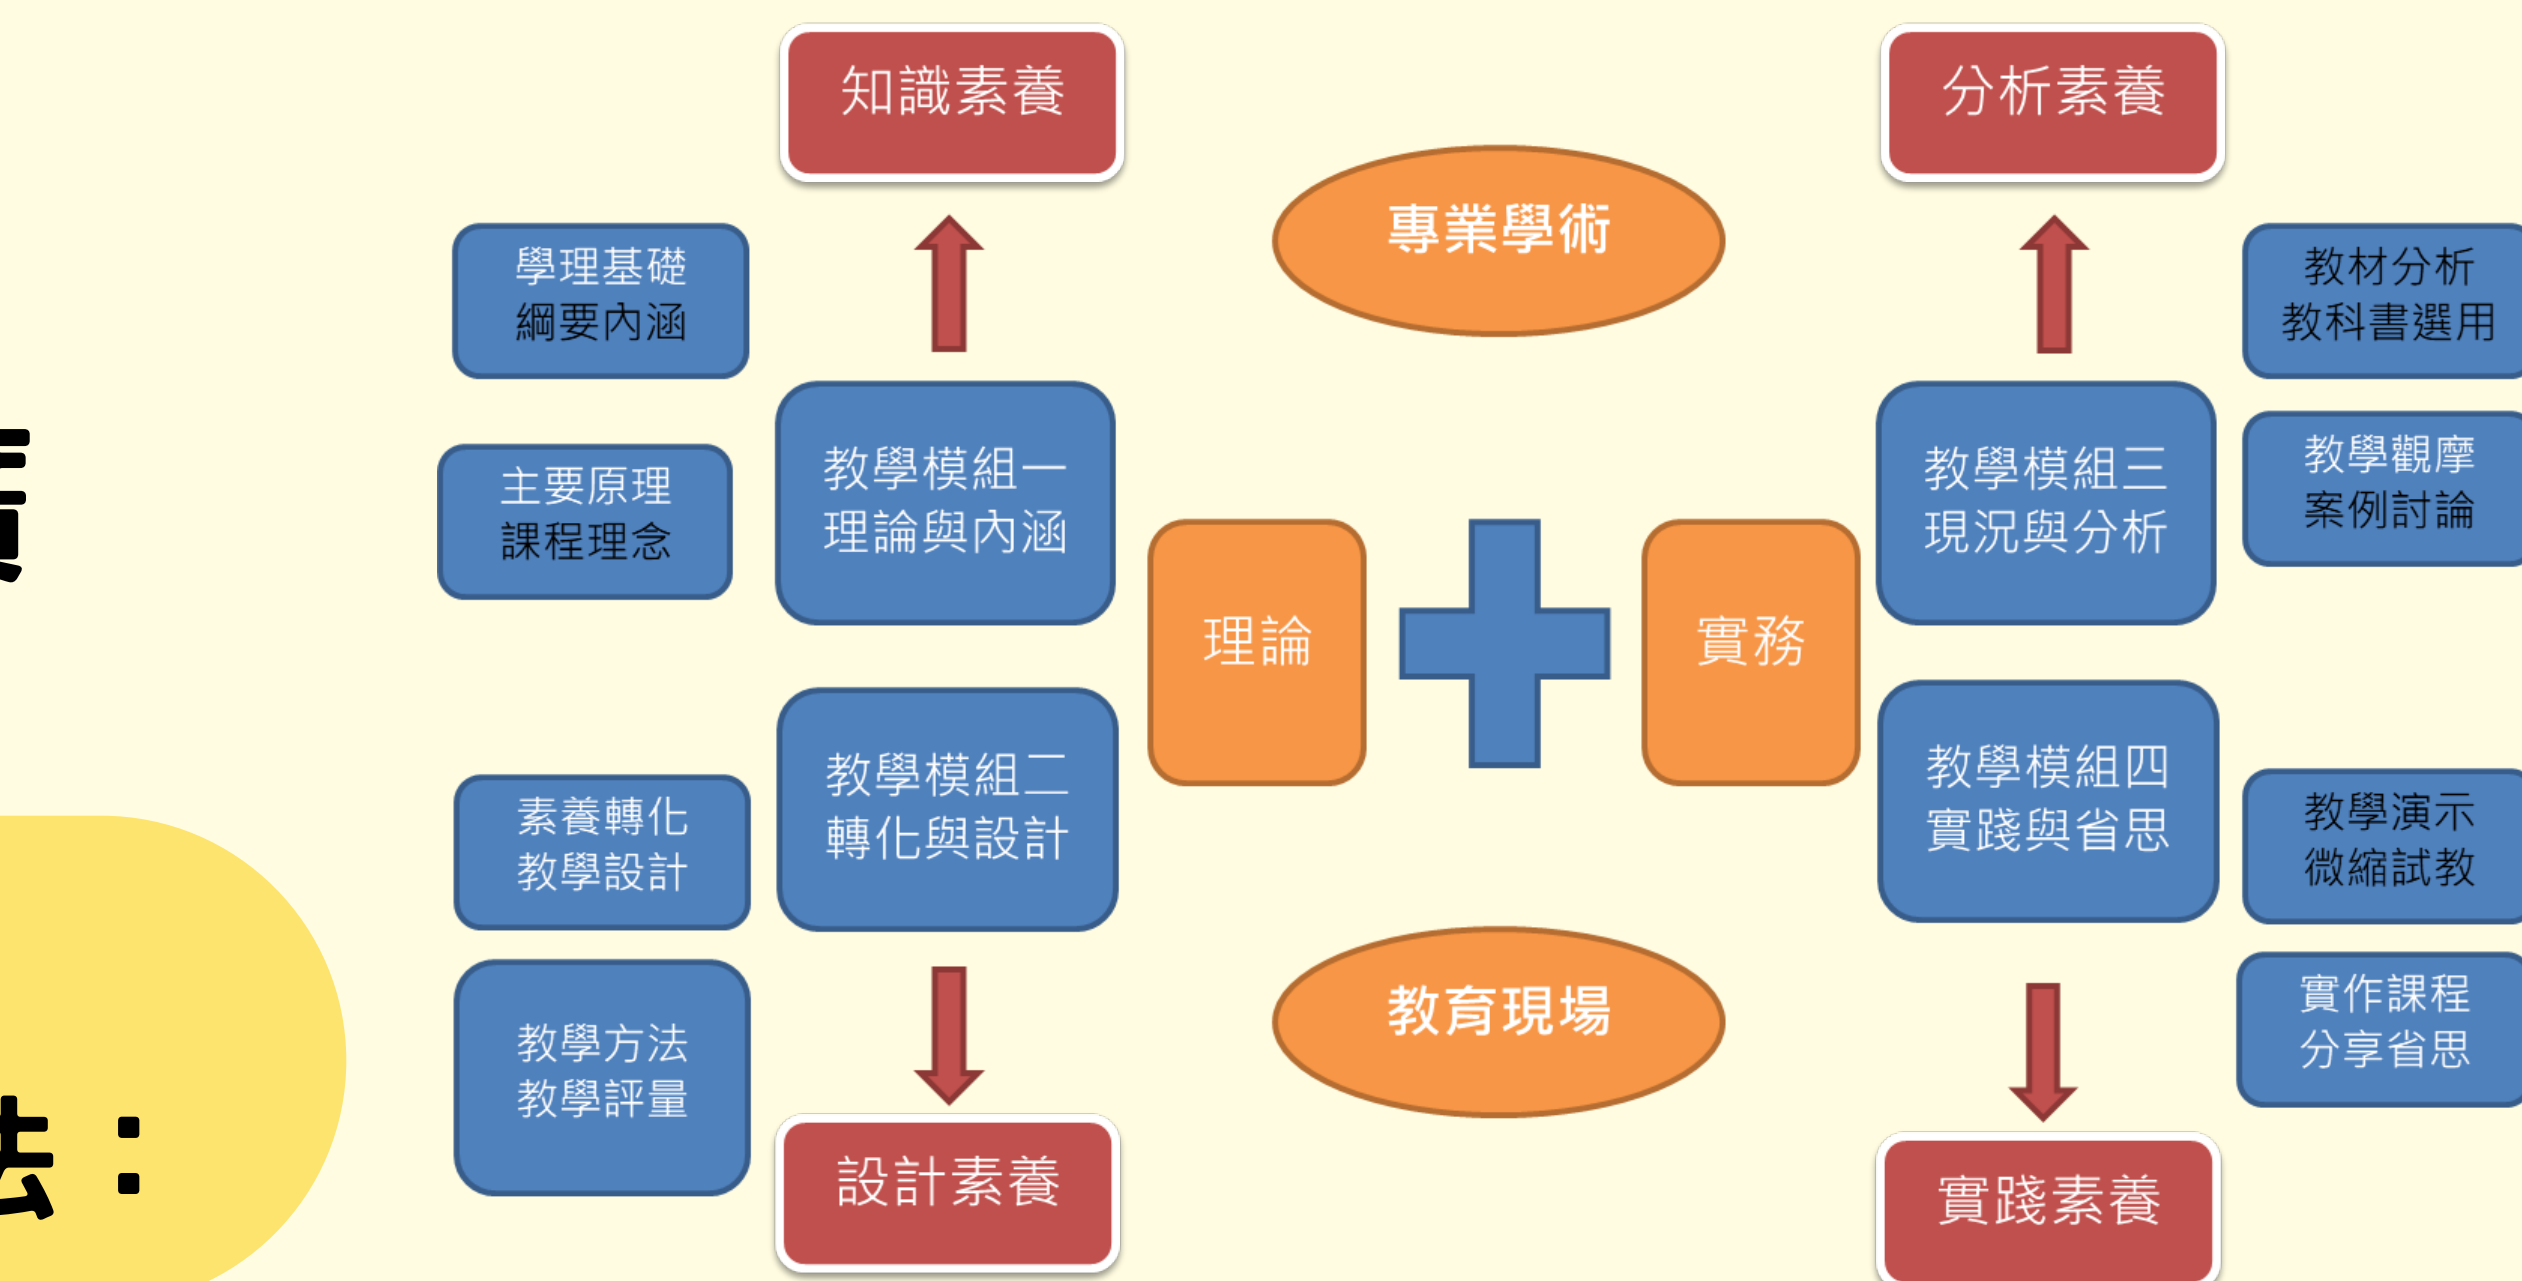 知識素養
分析素養
專業學術
學理基礎
綱要內涵
教材分析
教科書選用
主要原理
課程理念
教學模組一
理論與內涵
教學模組三
現況與分析
教學觀摩
案例討論
理論
實務
教學模組二
轉化與設計
教學模組四
實踐與省思
素養轉化
教學設計
教學演示
微縮試教
教育現場
教學方法
教學評量
實作課程
分享省思
設計素養
實踐素養
法：